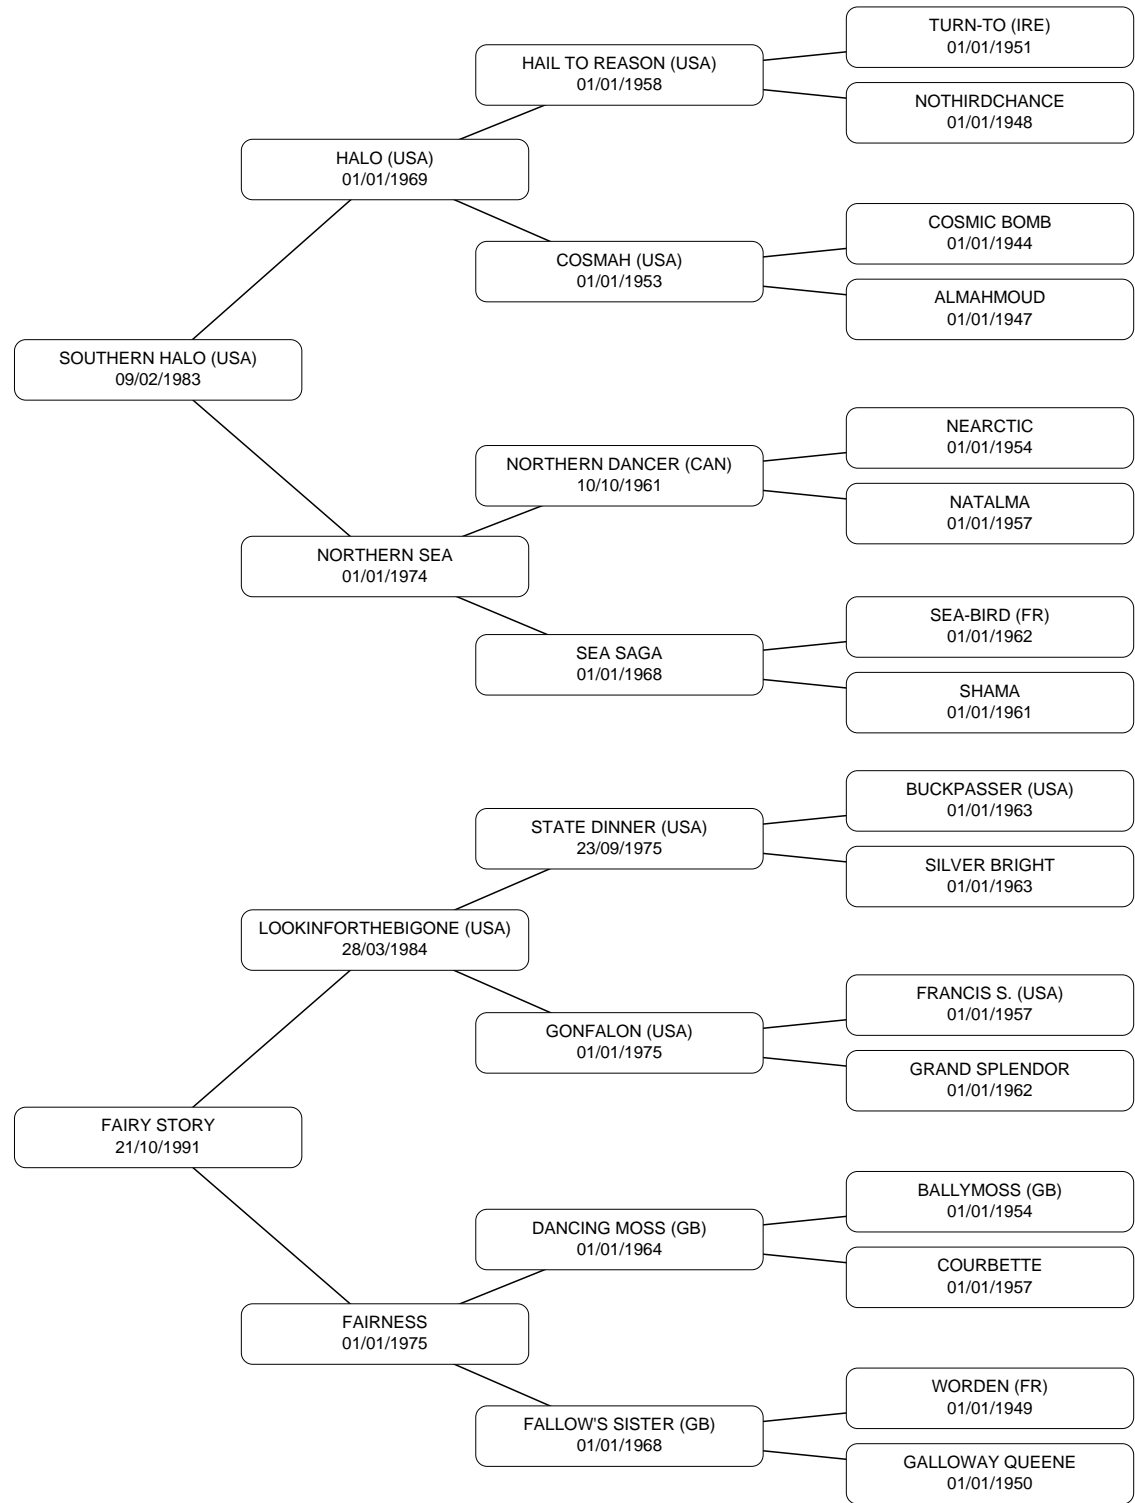 TURN-TO (IRE)
01/01/1951
HAIL TO REASON (USA)
01/01/1958
NOTHIRDCHANCE
01/01/1948
HALO (USA)
01/01/1969
COSMIC BOMB
01/01/1944
COSMAH (USA)
01/01/1953
ALMAHMOUD
01/01/1947
SOUTHERN HALO (USA)
09/02/1983
NEARCTIC
01/01/1954
NORTHERN DANCER (CAN)
10/10/1961
NATALMA
01/01/1957
NORTHERN SEA
01/01/1974
SEA-BIRD (FR)
01/01/1962
SEA SAGA
01/01/1968
SHAMA
01/01/1961
BUCKPASSER (USA)
01/01/1963
STATE DINNER (USA)
23/09/1975
SILVER BRIGHT
01/01/1963
LOOKINFORTHEBIGONE (USA)
28/03/1984
FRANCIS S. (USA)
01/01/1957
GONFALON (USA)
01/01/1975
GRAND SPLENDOR
01/01/1962
FAIRY STORY
21/10/1991
BALLYMOSS (GB)
01/01/1954
DANCING MOSS (GB)
01/01/1964
COURBETTE
01/01/1957
FAIRNESS
01/01/1975
WORDEN (FR)
01/01/1949
FALLOW'S SISTER (GB)
01/01/1968
GALLOWAY QUEENE
01/01/1950